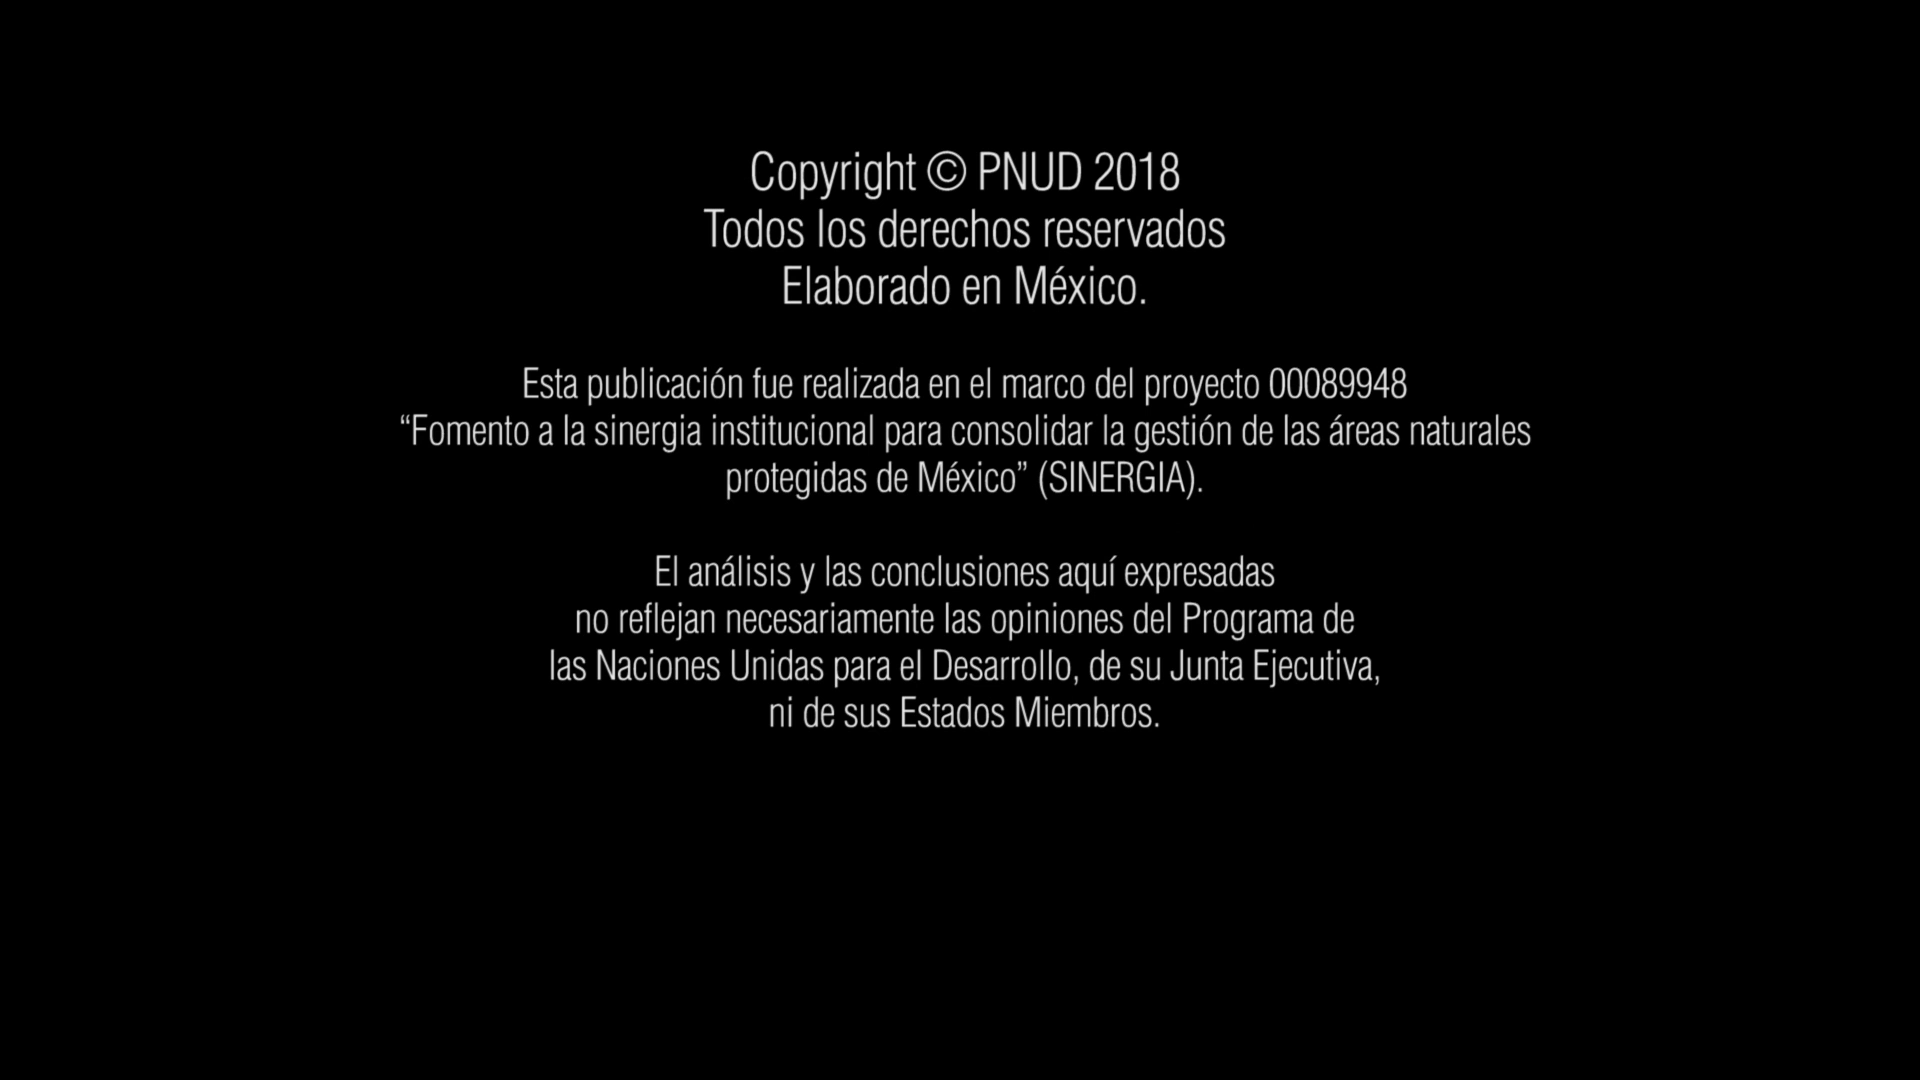 Copyright © PNUD 2018
Todos los derechos reservados
Elaborado en México.
Esta publicación fue realizada en el marco del proyecto 00089948
“Fomento a la sinergia institucional para consolidar la gestión de las áreas naturales
protegidas de México” (SINERGIA).
El análisis y las conclusiones aquí expresadas
no reflejan necesariamente las opiniones del Programa de
las Naciones Unidas para el Desarrollo, de su Junta Ejecutiva,
ni de sus Estados Miembros.